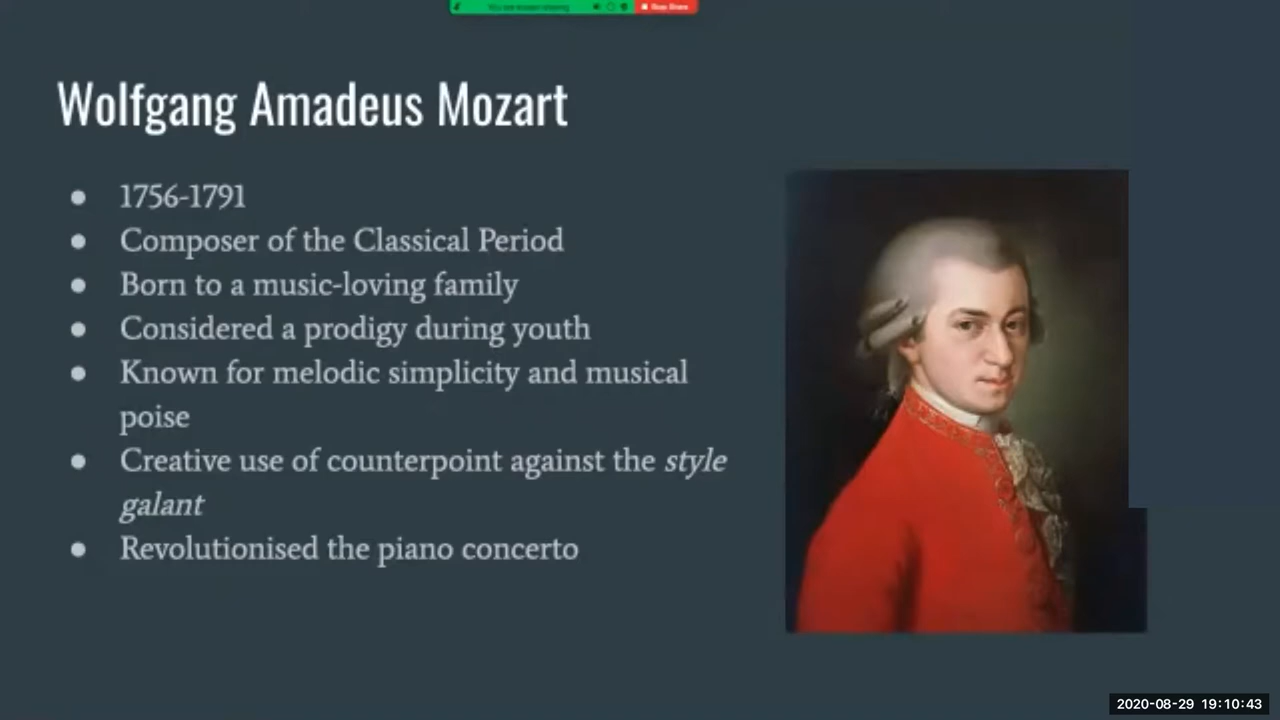 Stop Share
Wolfgang Amadeus Mozart
1756-1791
Composer of the Classical Period
Born to a music-loving family
Considered a prodigy during youth
Known for melodic simplicity and musical
poise
Creative use of counterpoint against the style
galant
Revolutionised the piano concerto
2020-08-29 19:10:43